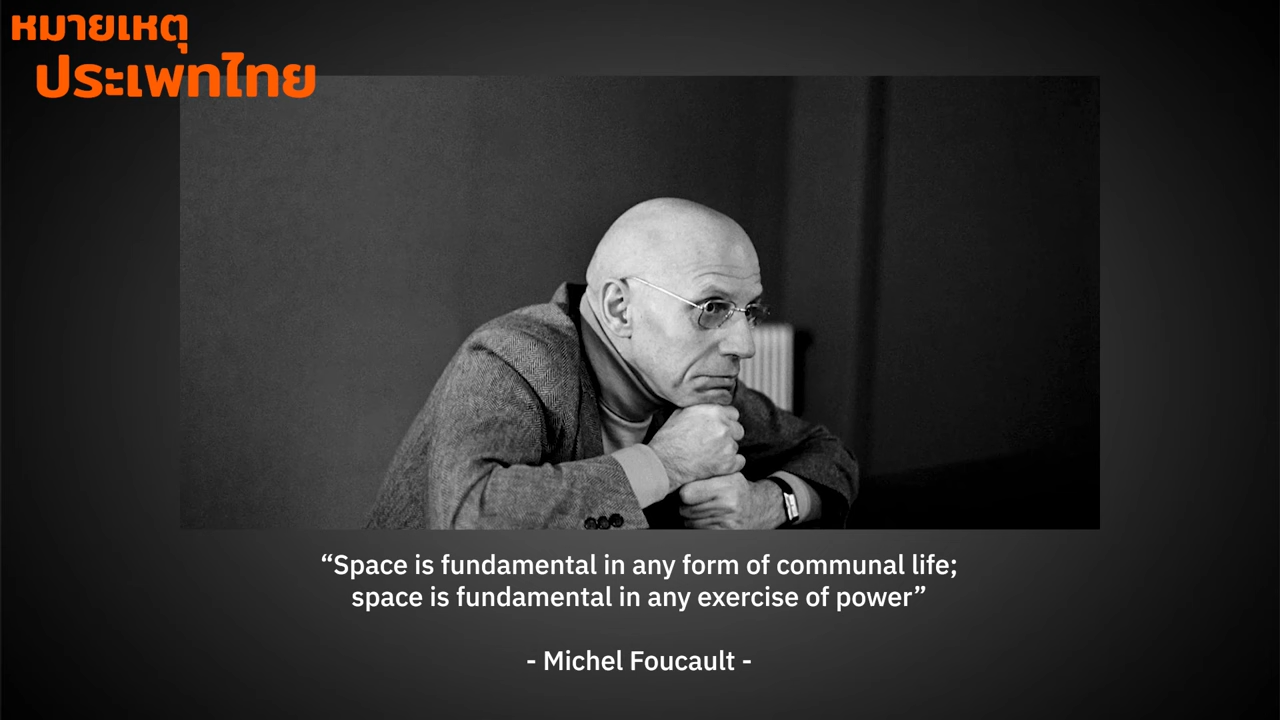 หมายเหตุ
ประเพทไทย
“Space is fundamental in any form of communal life;
space is fundamental in any exercise of power”
- Michel Foucault -